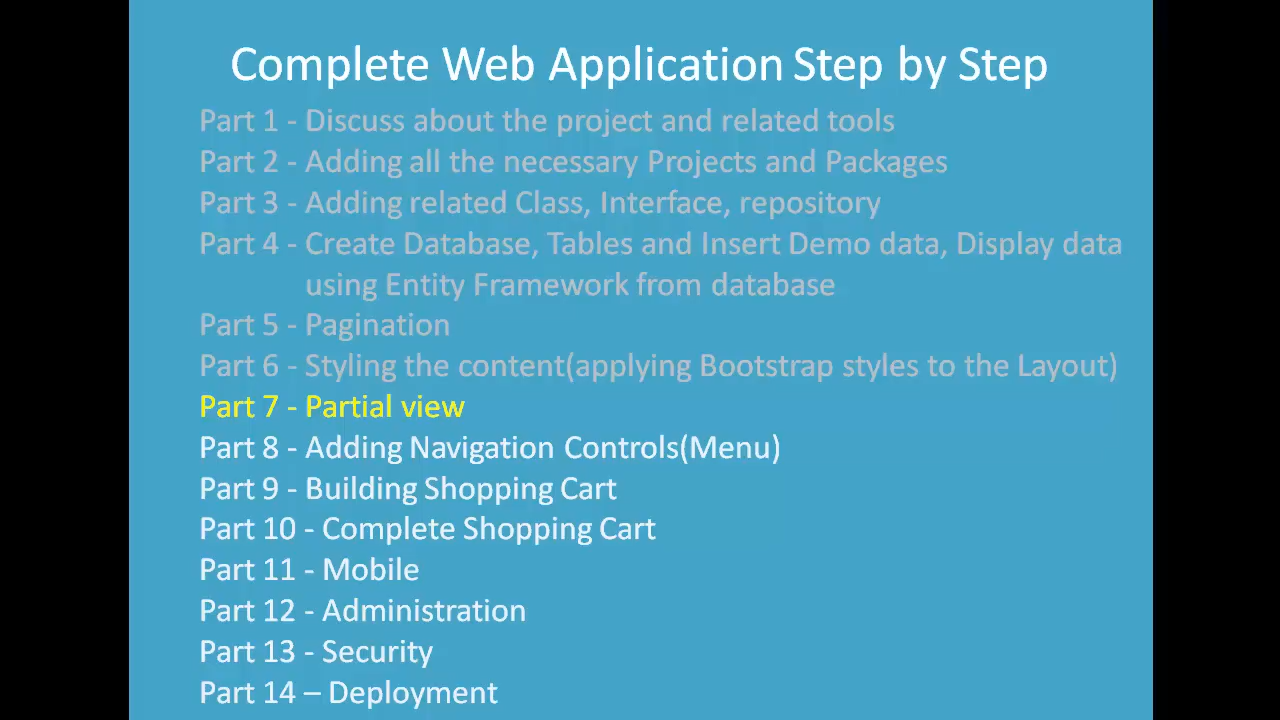 Complete Web Application Step by Step
Part 1 - Discuss about the project and related tools
Part 2 - Adding all the necessary Projects and Packages
Part 3 - Adding related Class, Interface, repository
Part 4 - Create Database, Tables and Insert Demo data, Display data
using Entity Framework from database
Part 5 - Pagination
Part 6 - Styling the content(applying Bootstrap styles to the Layout)
Part 7 - Partial view
Part 8 - Adding Navigation Controls(Menu)
Part 9 - Building Shopping Cart
Part 10 - Complete Shopping Cart
Part 11 - Mobile
Part 12 - Administration
Part 13 - Security
Part 14 – Deployment